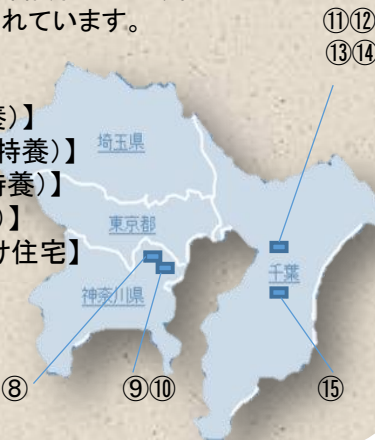 れています。
⑪⑫
⑬⑭
)】
特養)】
特養)】
)】
け住宅】
埼玉県
東京都
神奈川県
千葉
⑧
⑨⑩
⑮